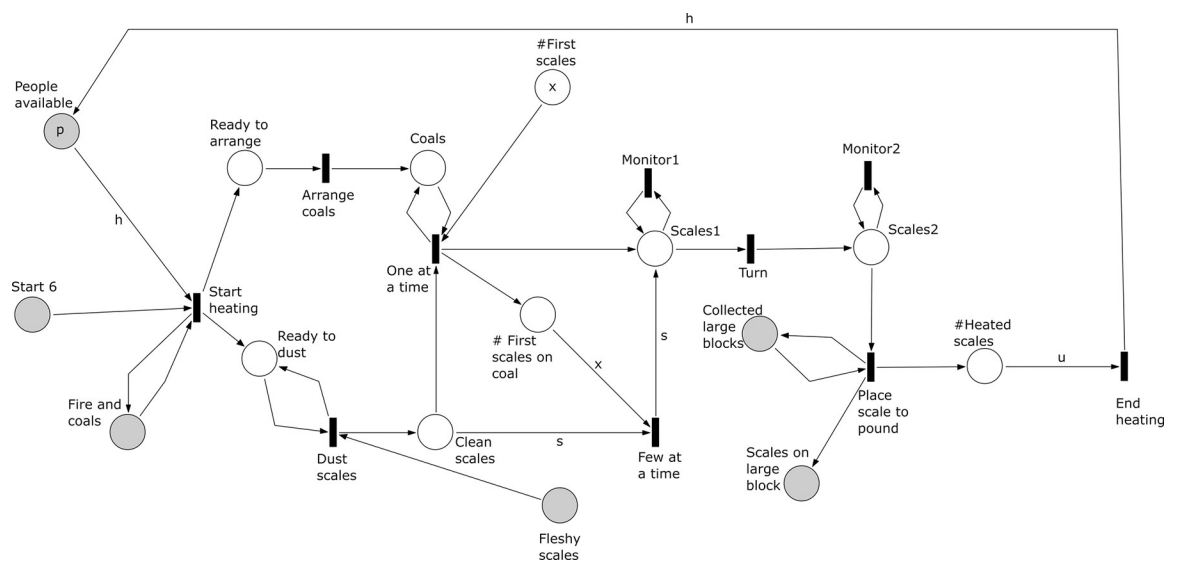 h
#First
scales
x
People
available
p
Ready to
arrange
Coals
Monitor1
Monitor2
Arrange
coals
h
Scales1
Scales2
One at
a time
Turn
Start 6
Start
heating
Collected
large
blocks
Ready to
dust
# First
scales on
coal
s
#Heated
scales
x
u
Fire and
coals
Place
scale to
pound
End
heating
Clean
scales
s
Dust
scales
Few at
a time
Scales on
large
block
Fleshy
scales